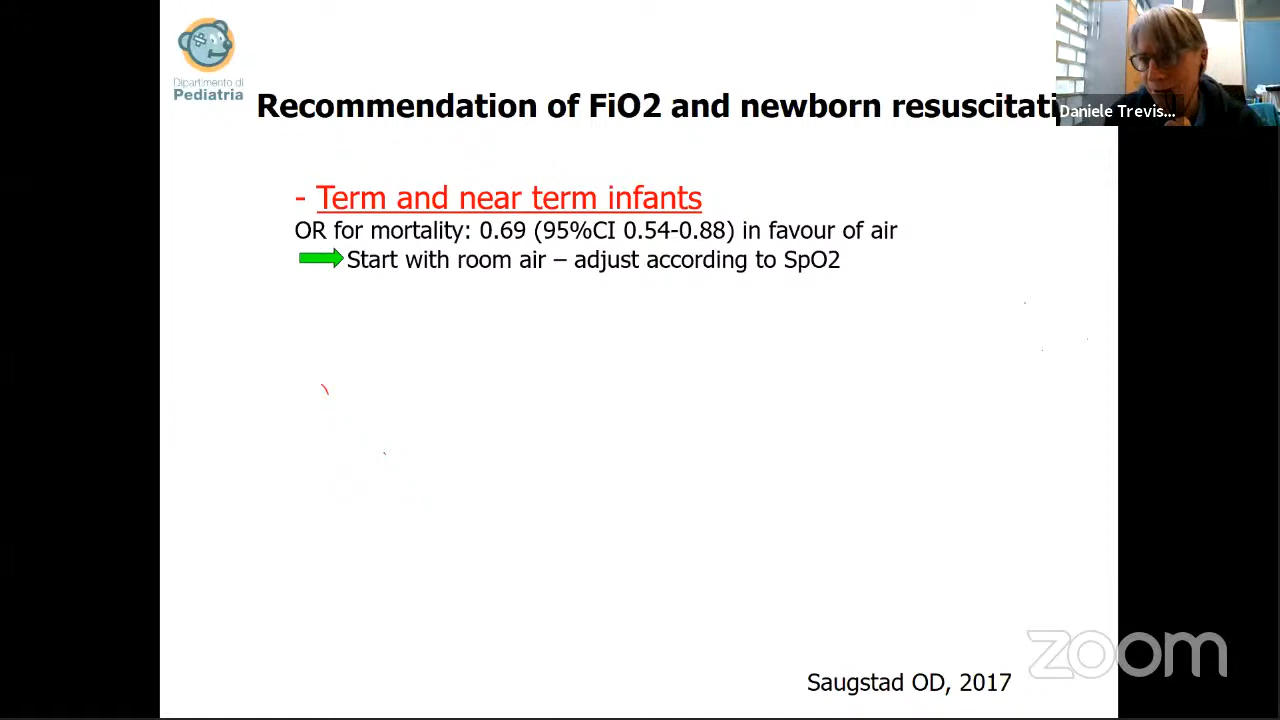 Dipartimento di
Pediatria
Recommendation of FiO2 and newborn resuscitati
Daniele Trevis...
- Term and near term infants
OR for mortality: 0.69 (95%CI 0.54-0.88) in favour of air
Start with room air – adjust according to SpO2
zoom
Saugstad OD, 2017